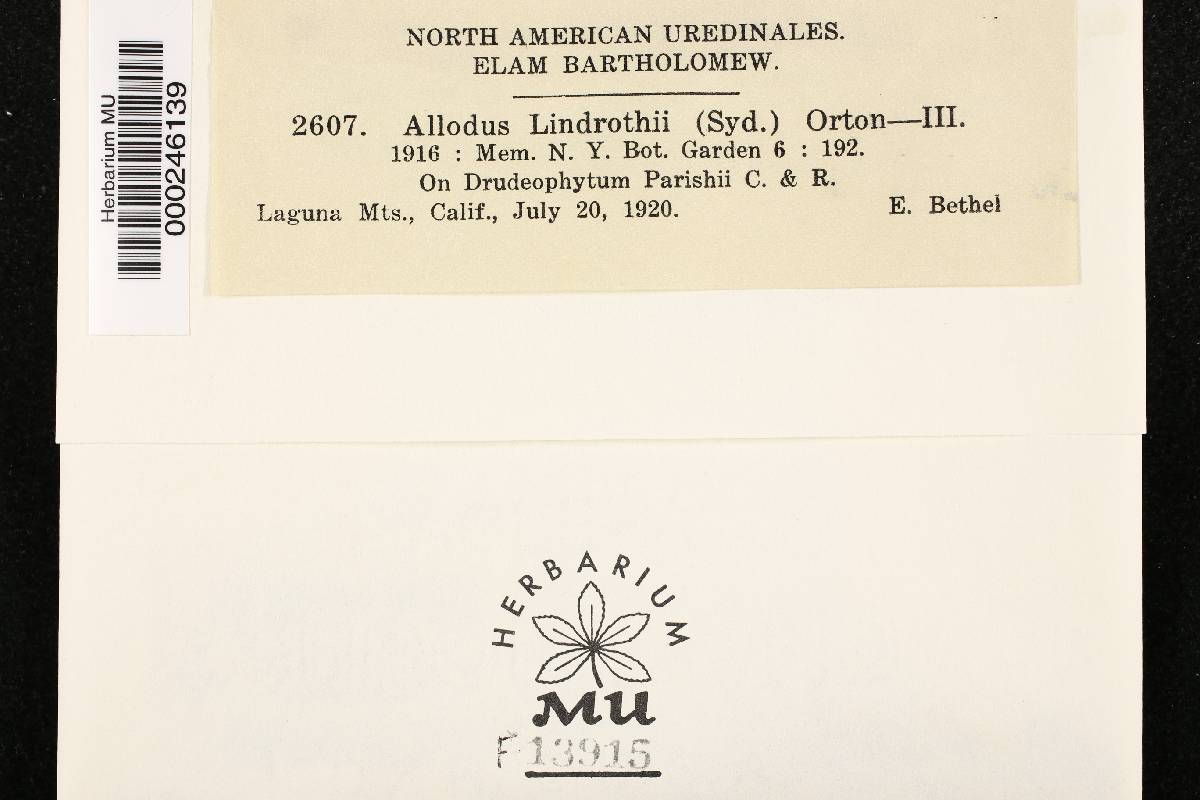 NORTH AMERICAN UREDINALES.
ELAM BARTHOLOMEW.
2607. Allodus Lindrothii (Syd.) Orton—III.
1916 : Mem. N. Y. Bot. Garden 6 : 192.
On Drudeophytum Parishii C. & R.
Laguna Mts., Calif., July 20, 1920. E. Bethel
Herbarium MU
000246139
HERBARIUM
MU
F 13915